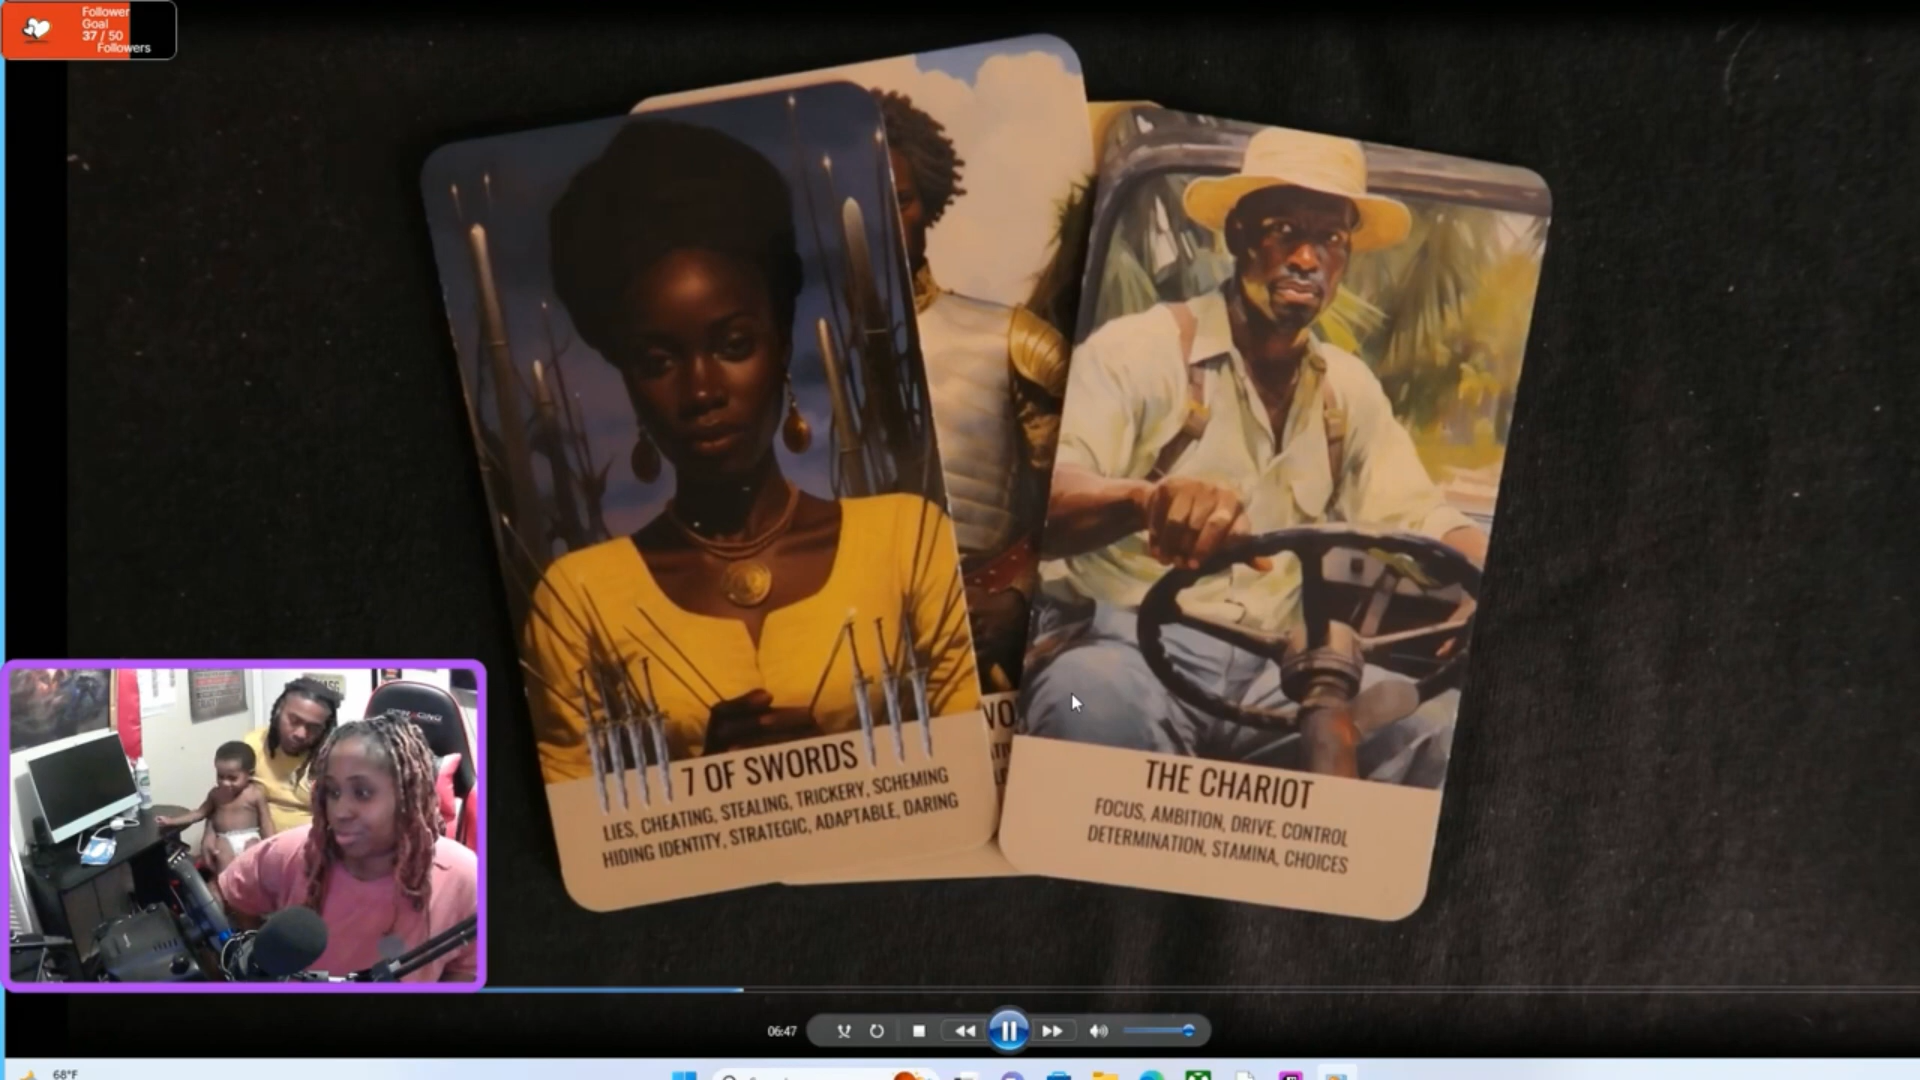 Follower
Goal
37 / 50
Followers
7 OF SWORDS
LIES, CHEATING, STEALING, TRICKERY, SCHEMING
HIDING IDENTITY, STRATEGIC, ADAPTABLE, DARING
WO
THE CHARIOT
FOCUS, AMBITION, DRIVE, CONTROL
DETERMINATION, STAMINA, CHOICES
06:47
68°F